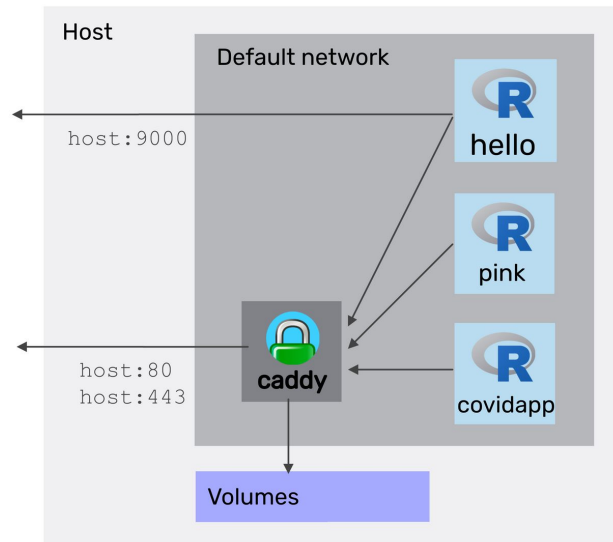 Host
Default network
R
hello
host:9000
R
pink
caddy
host:80
host:443
R
covidapp
Volumes